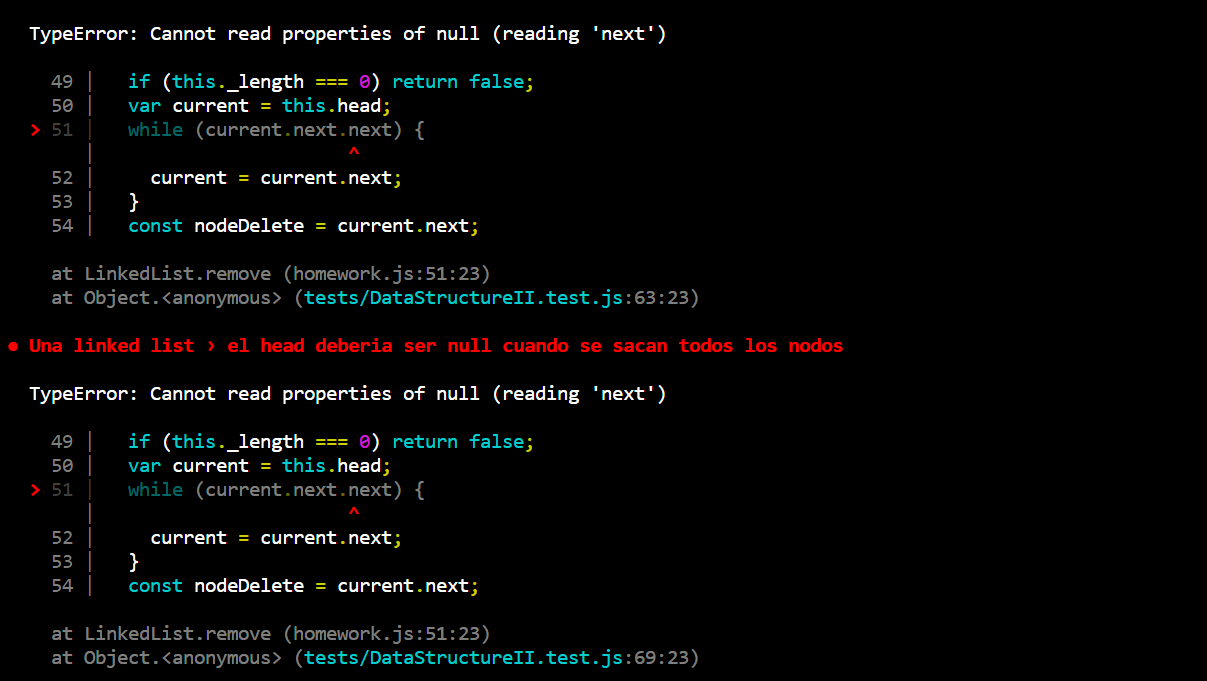 TypeError: Cannot read properties of null (reading 'next')
49 | if (this._length === 0) return false;
50 | var current = this.head;
> 51 | while (current.next.next) {
| ^
52 | current = current.next;
53 | }
54 | const nodeDelete = current.next;
at LinkedList.remove (homework.js:51:23)
at Object.<anonymous> (tests/DataStructureII.test.js:63:23)
● Una linked list › el head deberia ser null cuando se sacan todos los nodos
TypeError: Cannot read properties of null (reading 'next')
49 | if (this._length === 0) return false;
50 | var current = this.head;
> 51 | while (current.next.next) {
| ^
52 | current = current.next;
53 | }
54 | const nodeDelete = current.next;
at LinkedList.remove (homework.js:51:23)
at Object.<anonymous> (tests/DataStructureII.test.js:69:23)